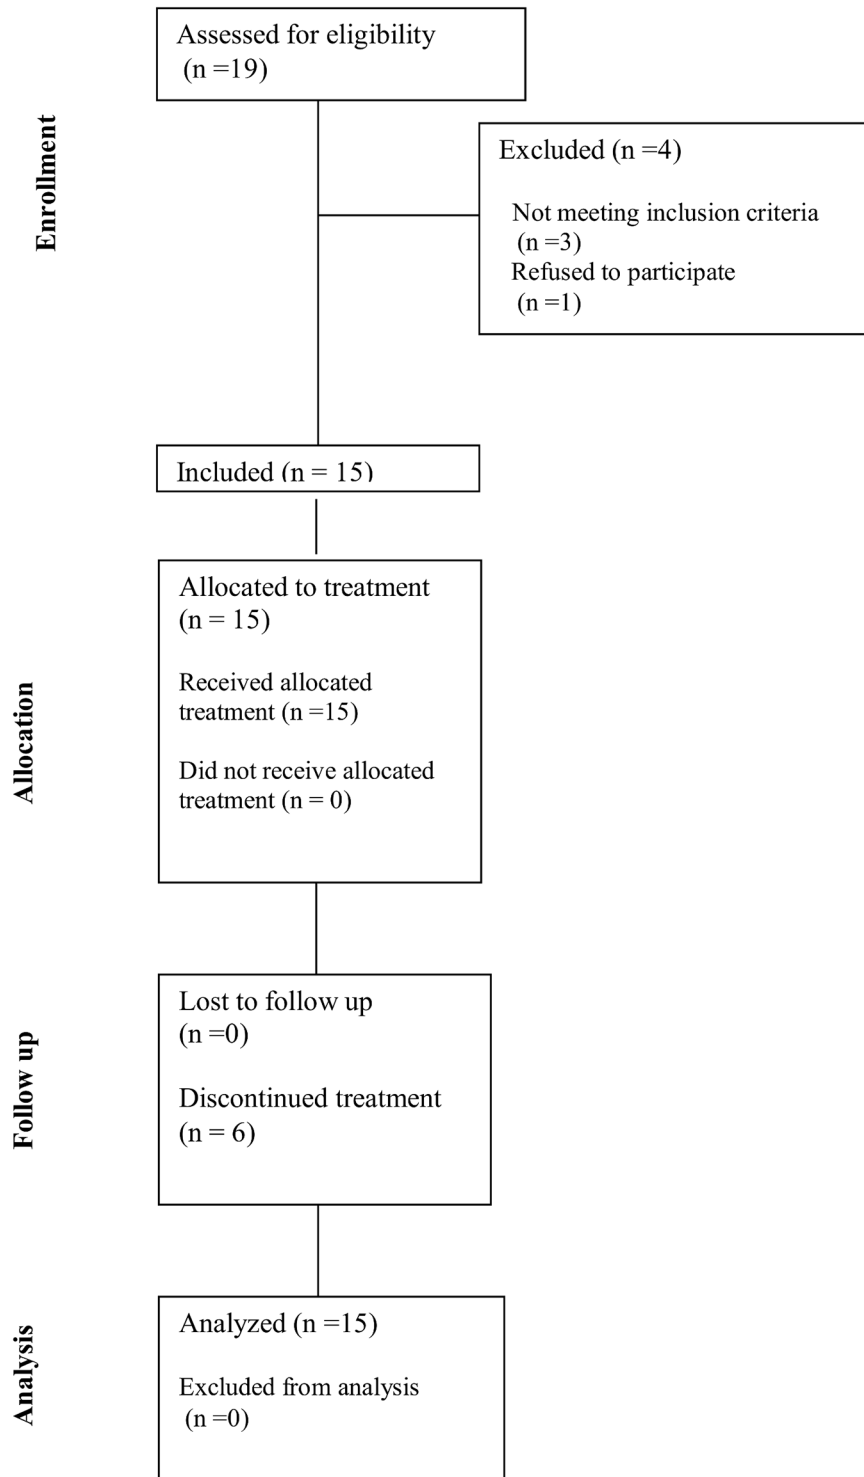 Assessed for eligibility
(n =19)
Enrollment
Excluded (n =4)
Not meeting inclusion criteria
(n =3)
Refused to participate
(n =1)
Included (n = 15)
Allocated to treatment
(n = 15)
Received allocated
treatment (n =15)
Did not receive allocated
treatment (n = 0)
Allocation
Lost to follow up
(n =0)
Discontinued treatment
(n = 6)
Follow up
Analyzed (n =15)
Excluded from analysis
(n =0)
Analysis